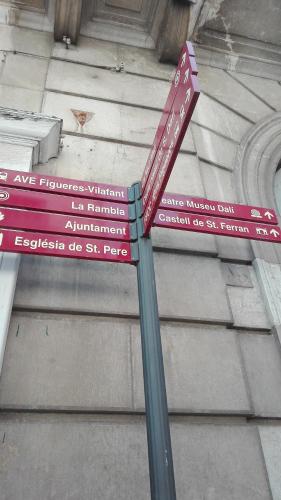 AVE Figueres-Vilafant
La Rambla
Ajuntament
Església de St. Pere
eatre Museu Dalí
Castell de St. Ferran